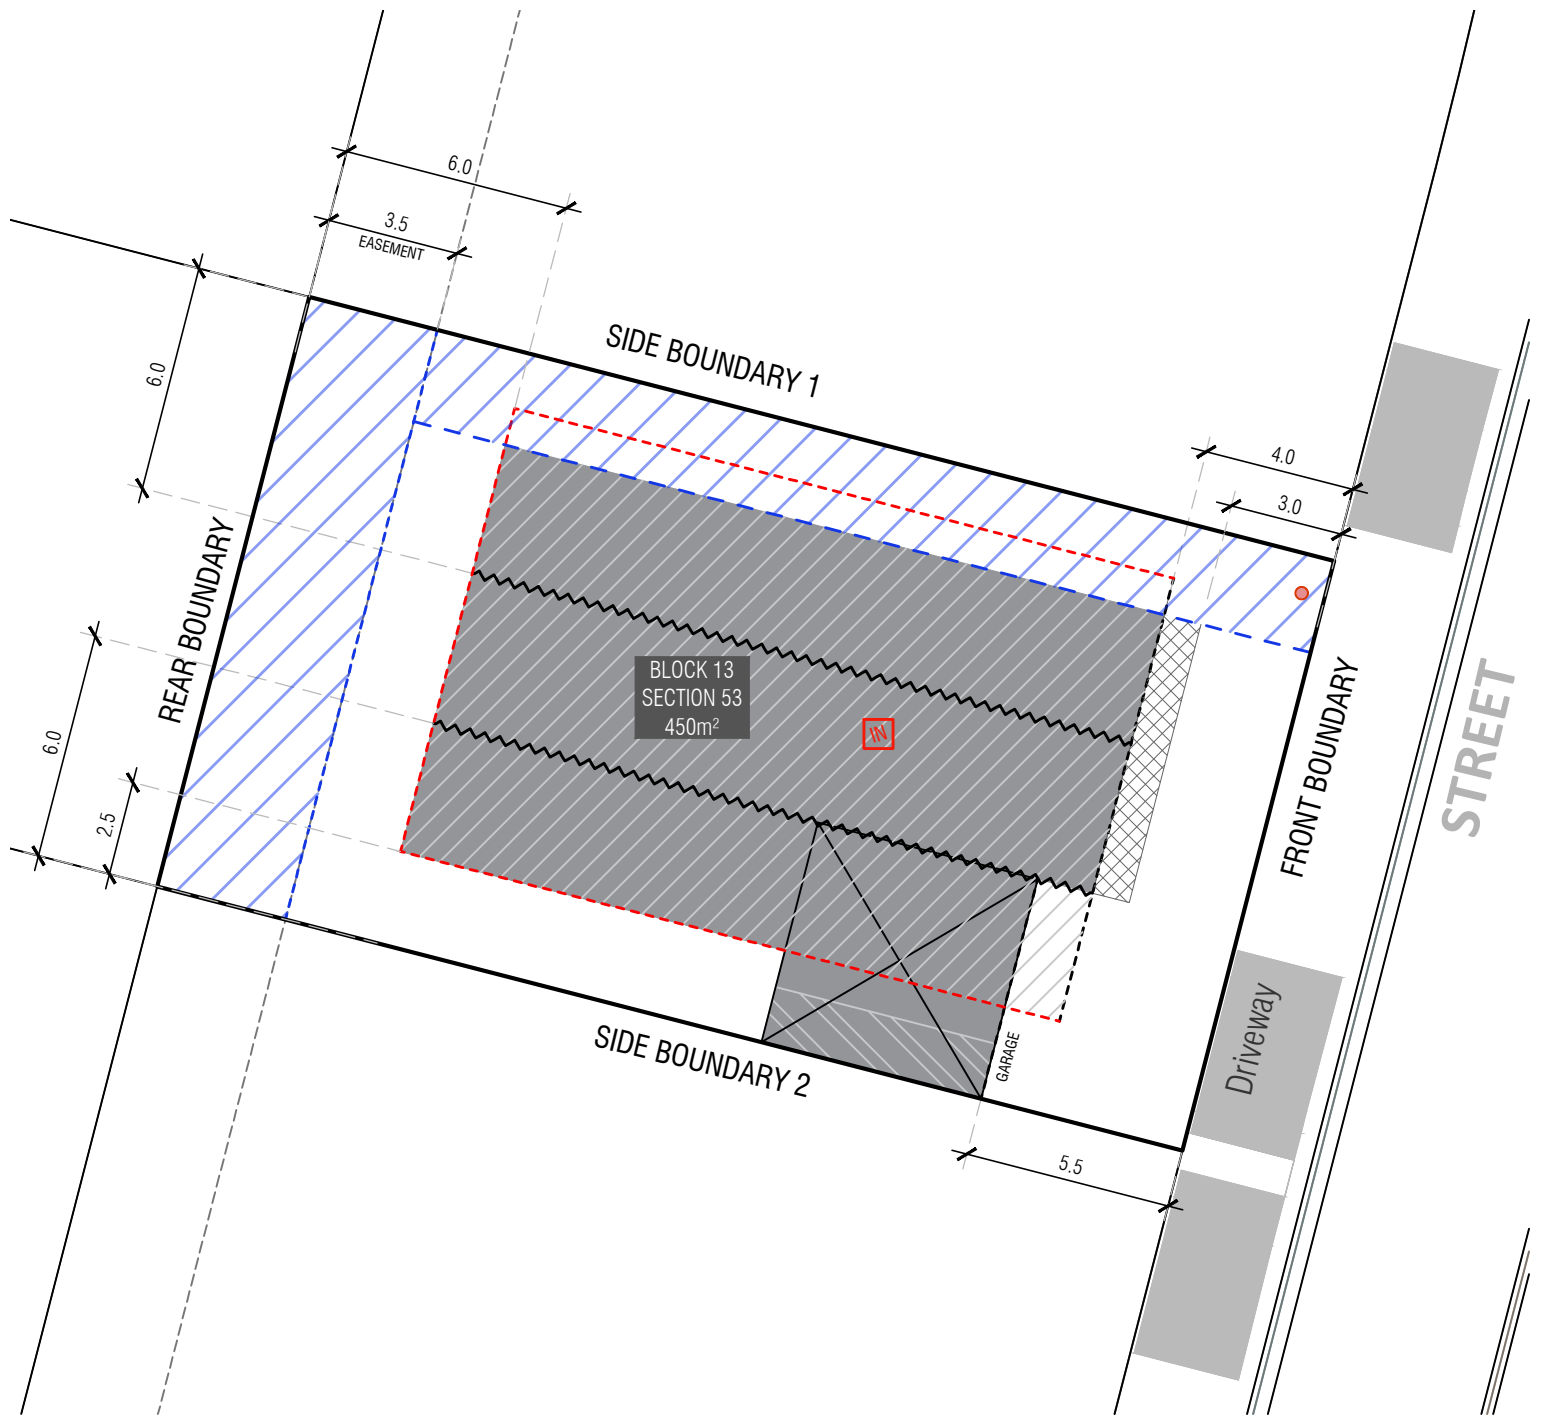 6.0
3.5
EASEMENT
6.0
SIDE BOUNDARY 1
4.0
3.0
REAR BOUNDARY
BLOCK 13
SECTION 53
450m²
IN
6.0
2.5
FRONT BOUNDARY
STREET
GARAGE
Driveway
SIDE BOUNDARY 2
5.5